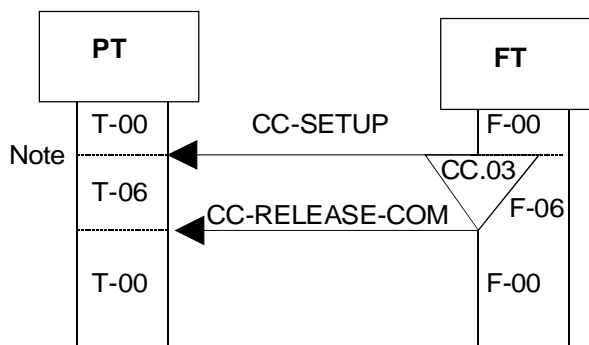 PT
FT
T-00
CC-SETUP
F-00
Note
CC.03
T-06
CC-RELEASE-COM
F-06
T-00
F-00